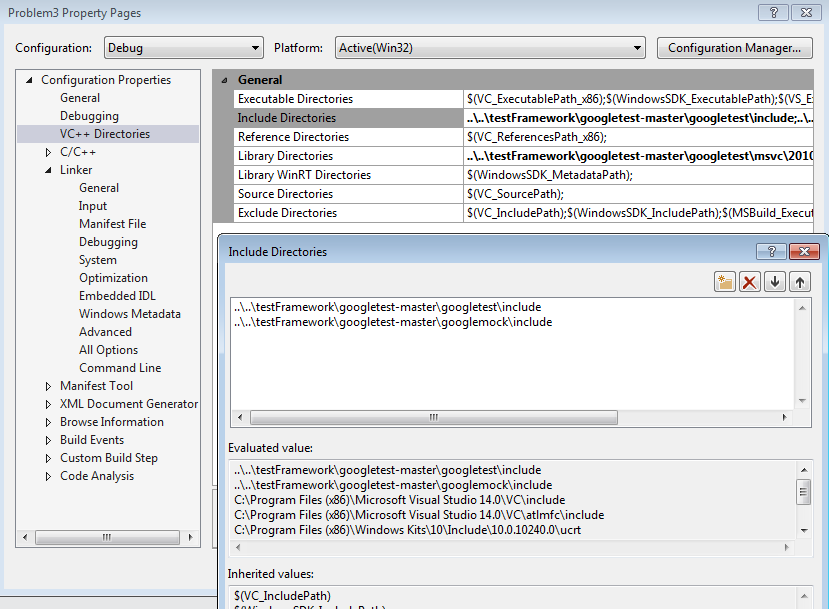 Problem3 Property Pages
Configuration: Debug Platform: Active(Win32) Configuration Manager...
Configuration Properties
General
Debugging
VC++ Directories
C/C++
Linker
General
Input
Manifest File
Debugging
System
Optimization
Embedded IDL
Windows Metadata
Advanced
All Options
Command Line
Manifest Tool
XML Document Generator
Browse Information
Build Events
Custom Build Step
Code Analysis
General
Executable Directories $(VC_ExecutablePath_x86);$(WindowsSDK_ExecutablePath);$(VS_E
Include Directories ..\..\testFramework\googletest-master\googletest\include;..\..
Reference Directories $(VC_ReferencesPath_x86);
Library Directories ..\..\testFramework\googletest-master\googletest\msvc\2010
Library WinRT Directories $(WindowsSDK_MetadataPath);
Source Directories $(VC_SourcePath);
Exclude Directories $(VC_IncludePath);$(WindowsSDK_IncludePath);$(MSBuild_Execut
Include Directories
..\..\testFramework\googletest-master\googletest\include
..\..\testFramework\googletest-master\googlemock\include
Evaluated value:
..\..\testFramework\googletest-master\googletest\include
..\..\testFramework\googletest-master\googlemock\include
C:\Program Files (x86)\Microsoft Visual Studio 14.0\VC\include
C:\Program Files (x86)\Microsoft Visual Studio 14.0\VC\atlmfc\include
C:\Program Files (x86)\Windows Kits\10\Include\10.0.10240.0\ucrt
Inherited values:
$(VC_IncludePath)
$(WindowsSDK_IncludePath)